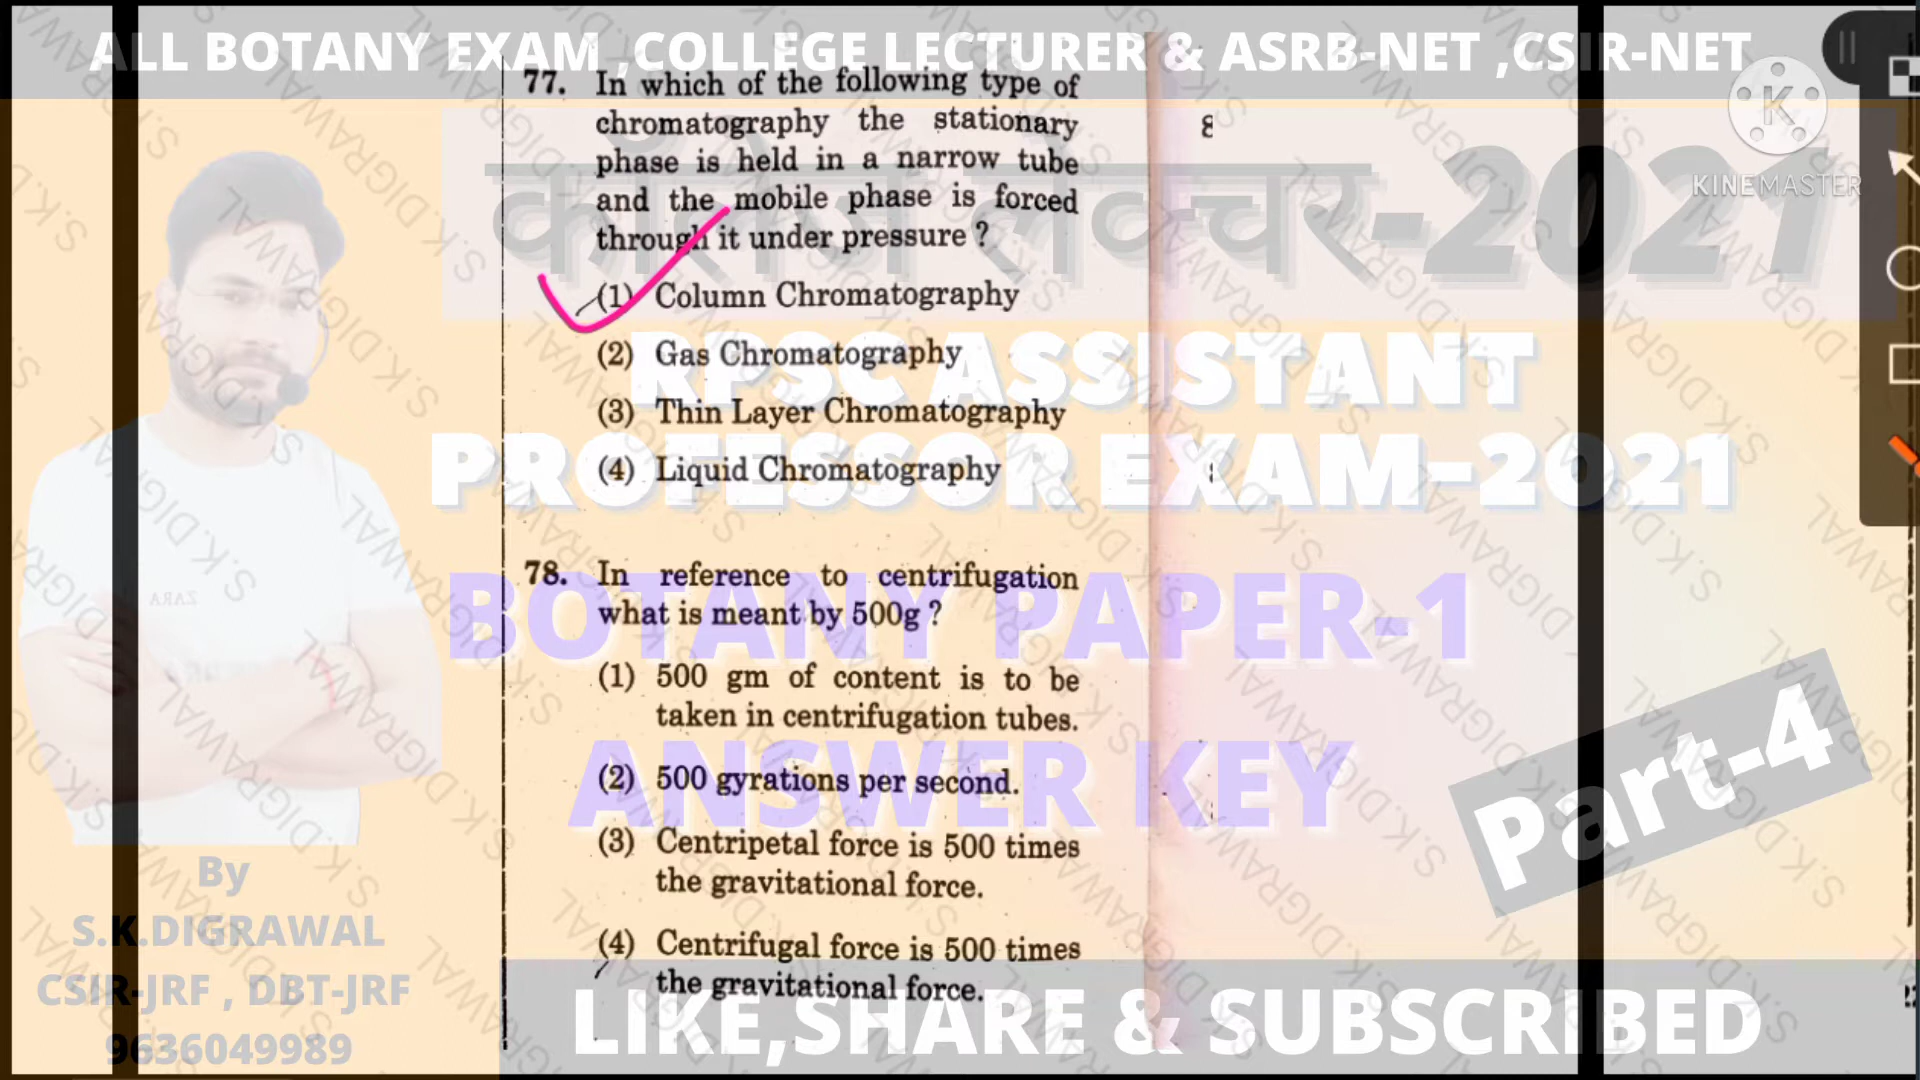 ALL BOTANY EXAM ,COLLEGE LECTURER & ASRB-NET ,CSIR-NET
KINEMASTER
K
कॉलेज लेक्चरर-2021
RPSC ASSISTANT
PROFESSOR EXAM-2021
BOTANY PAPER-1
ANSWER KEY
Part-4
77. In which of the following type of
chromatography the stationary
phase is held in a narrow tube
and the mobile phase is forced
through it under pressure ?
(1) Column Chromatography
(2) Gas Chromatography
(3) Thin Layer Chromatography
(4) Liquid Chromatography
78. In reference to centrifugation
what is meant by 500g ?
(1) 500 gm of content is to be
taken in centrifugation tubes.
(2) 500 gyrations per second.
(3) Centripetal force is 500 times
the gravitational force.
(4) Centrifugal force is 500 times
the gravitational force.
ZARA
By
S.K.DIGRAWAL
CSIR-JRF , DBT-JRF
9636049989
LIKE,SHARE & SUBSCRIBED
S.K.DIGRAWAL